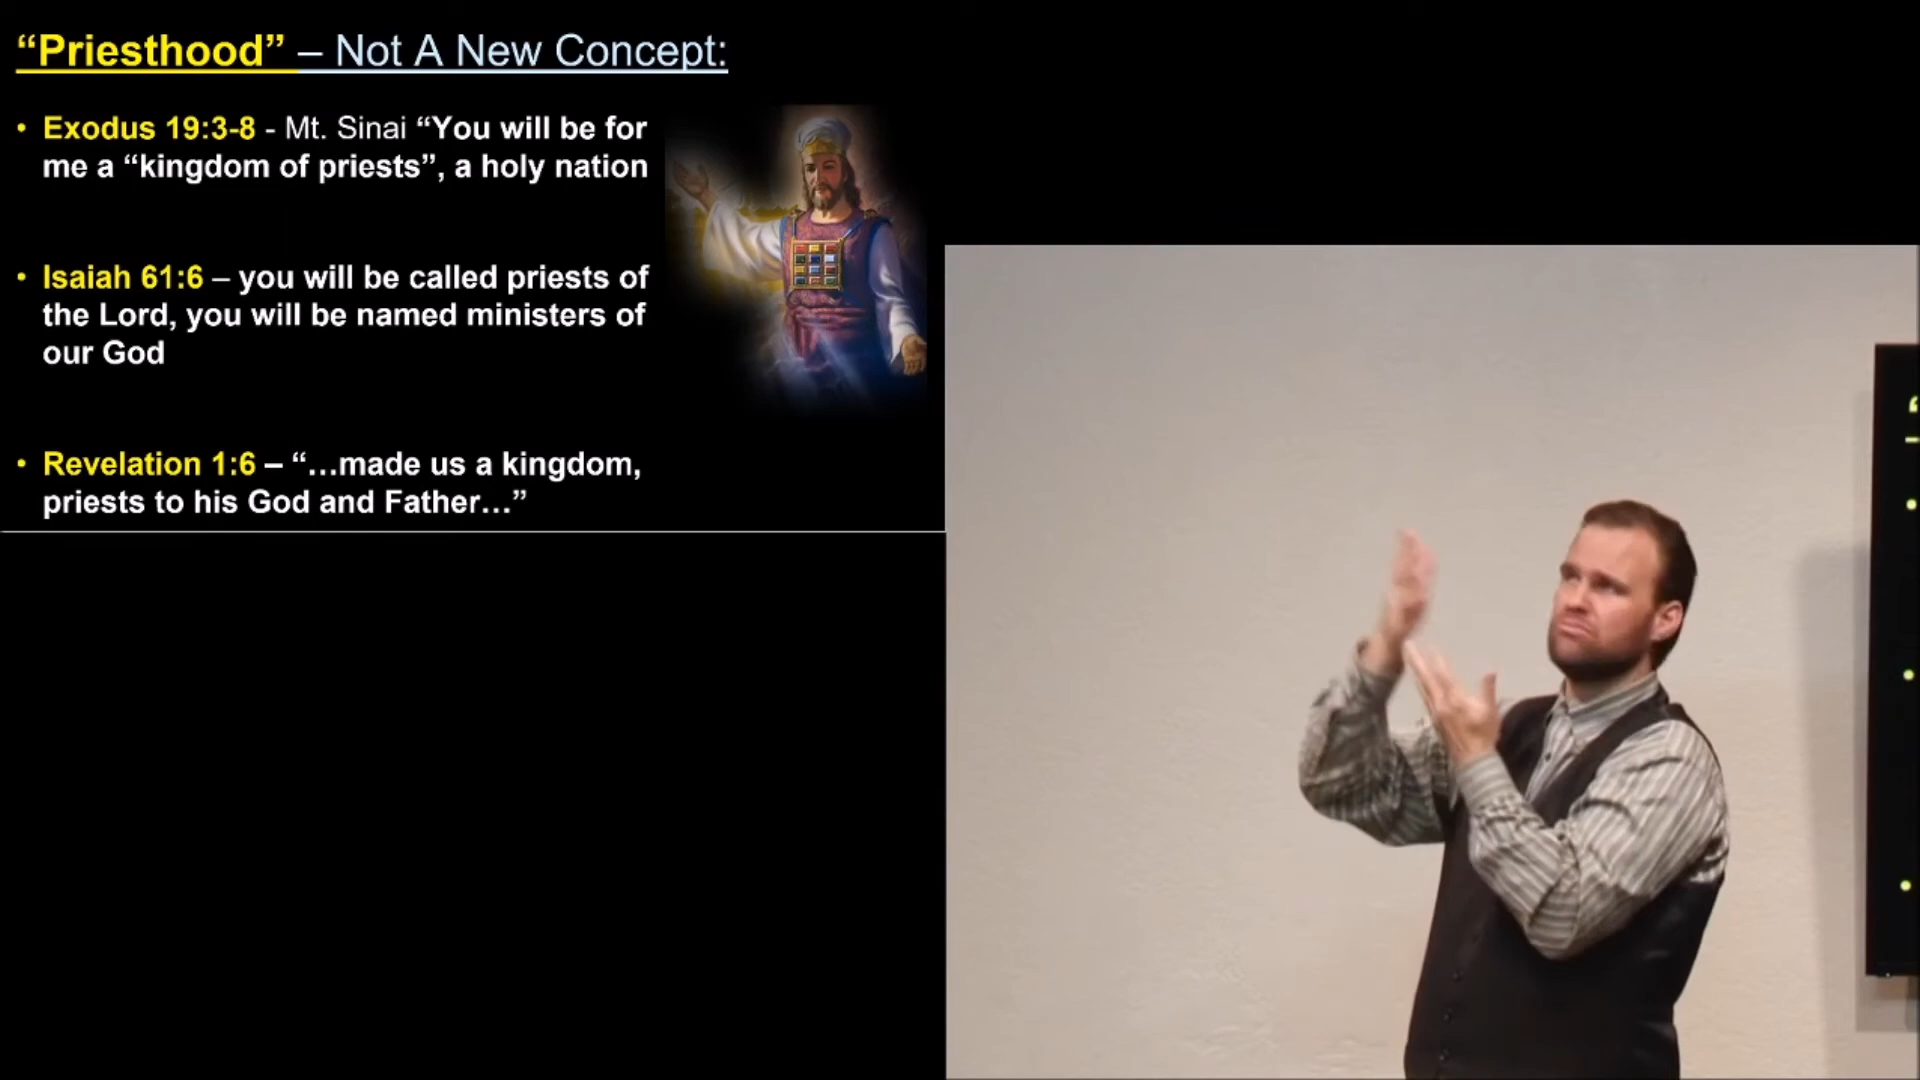 “Priesthood” – Not A New Concept:
• Exodus 19:3-8 - Mt. Sinai “You will be for
me a “kingdom of priests”, a holy nation
• Isaiah 61:6 – you will be called priests of
the Lord, you will be named ministers of
our God
• Revelation 1:6 – “…made us a kingdom,
priests to his God and Father…”